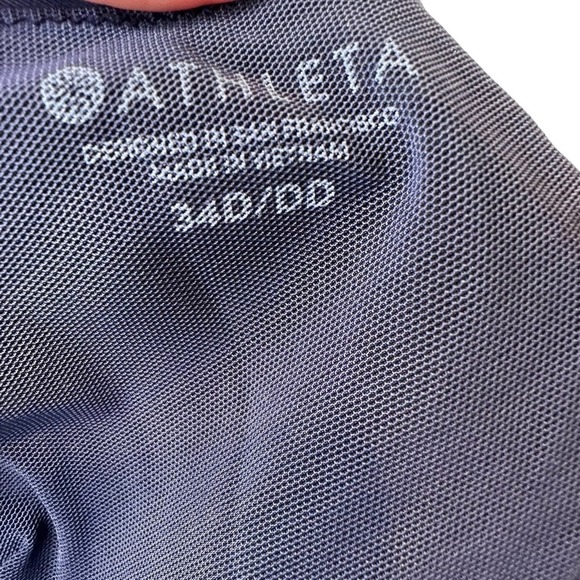 ATHLETA
DESIGNED IN SAN FRANCISCO
MADE IN VIETNAM
34D/DD